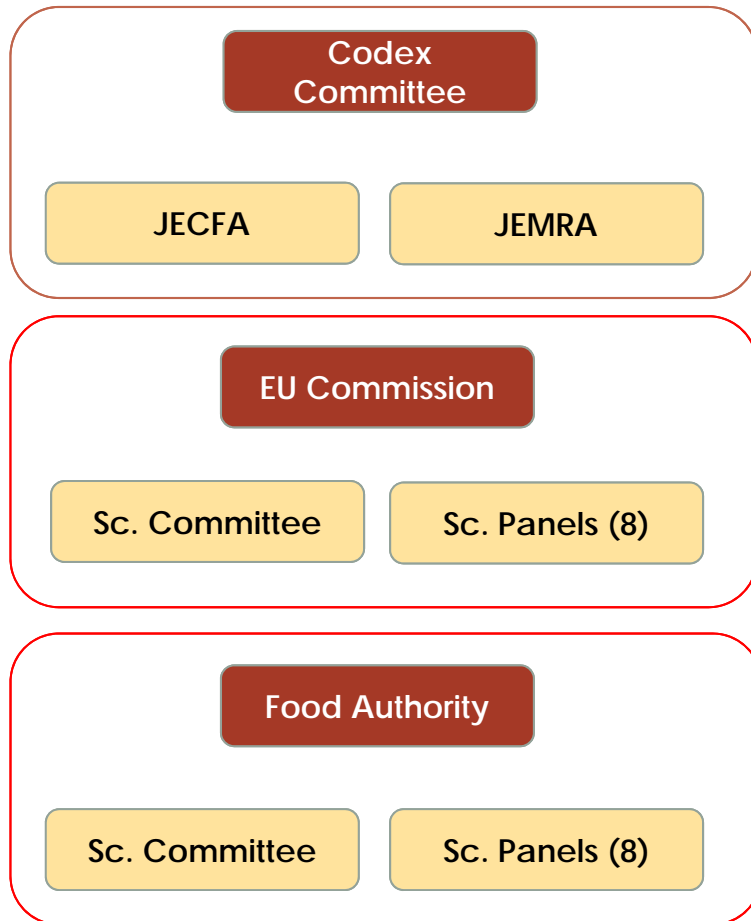 Codex
Committee
JECFA
JEMRA
EU Commission
Sc. Committee
Sc. Panels (8)
Food Authority
Sc. Committee
Sc. Panels (8)